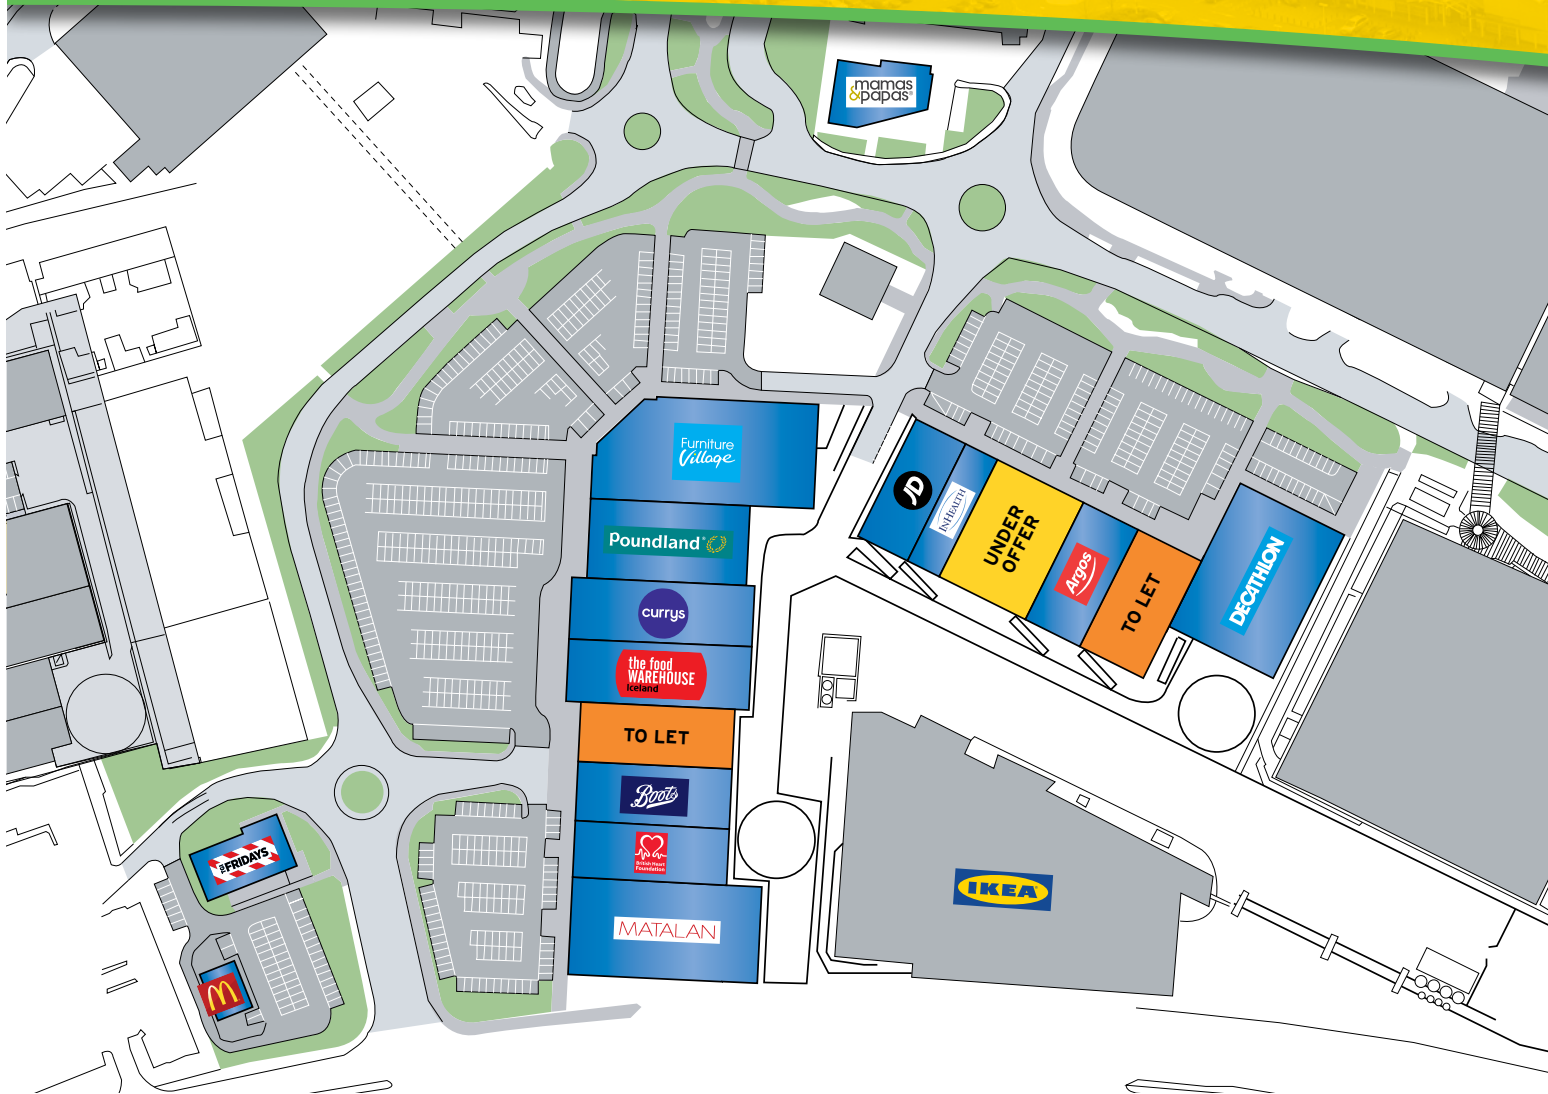 mamas
&papas
Furniture
Village
Poundland
currys
the food
WAREHOUSE
Iceland
TO LET
Boots
British Heart
Foundation
MATALAN
JD
INHEALTH
UNDER
OFFER
Argos
TO LET
DECATHLON
IKEA
TGI
FRIDAYS
M